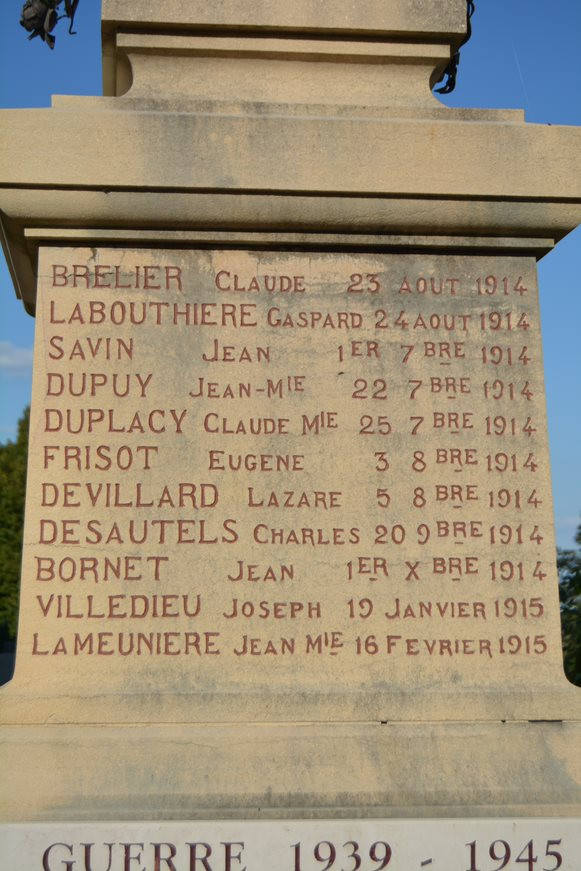 BRELIER CLAUDE 23 AOUT 1914
LABOUTHIERE GASPARD 24 AOUT 1914
SAVIN JEAN 1ER 7BRE 1914
DUPUY JEAN-MIE 22 7BRE 1914
DUPLACY CLAUDE MIE 25 7BRE 1914
FRISOT EUGENE 3 8BRE 1914
DEVILLARD LAZARE 5 8BRE 1914
DESAUTELS CHARLES 20 9BRE 1914
BORNET JEAN 1ER XBRE 1914
VILLEDIEU JOSEPH 19 JANVIER 1915
LAMEUNIERE JEAN MIE 16 FEVRIER 1915
GUERRE 1939 - 1945